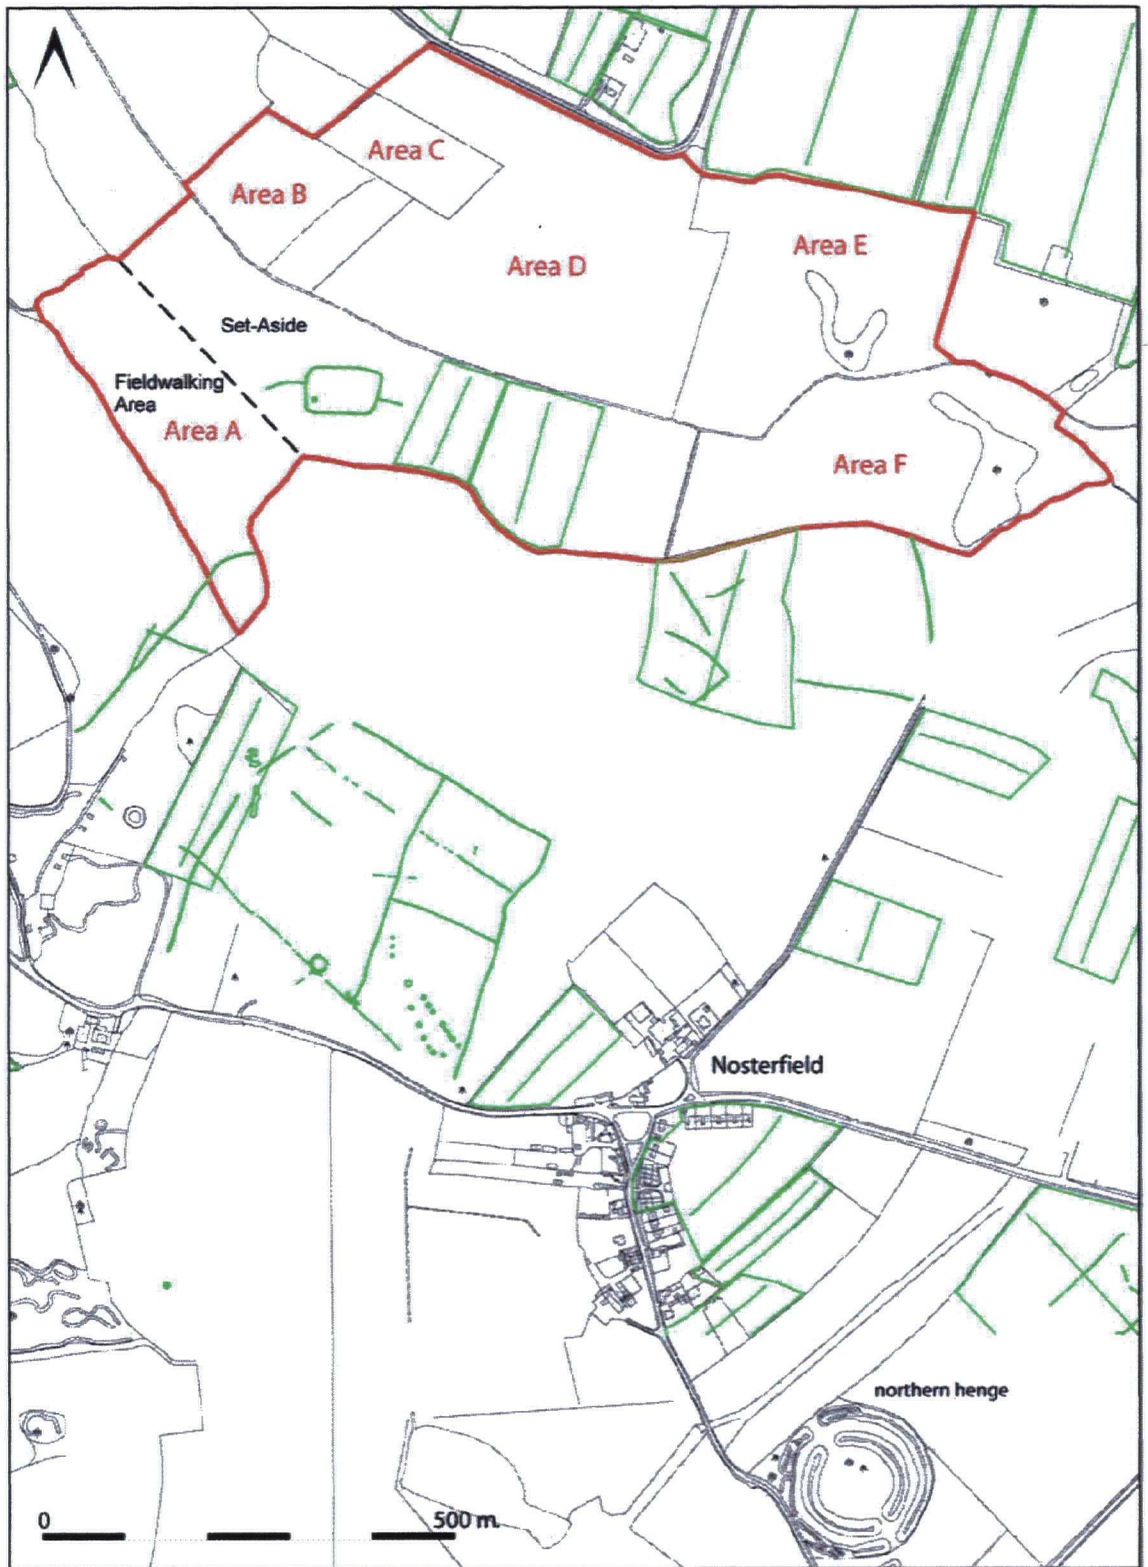 Area C
Area B
Area E
Area D
Set-Aside
Fieldwalking
Area
Area A
Area F
Nosterfield
northern henge
0
500 m.